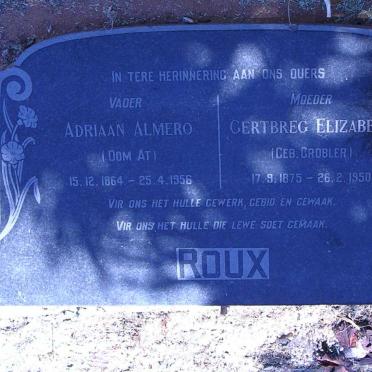 IN TERE HERINNERING AAN ONS OUERS
VADER
ADRIAAN ALMERO
(OOM AT)
15.12.1864 - 25.4.1956
MOEDER
GERTBREG ELIZABE
(GEB. GROBLER)
17.9.1875 - 26.2.1950
VIR ONS HET HULLE GEWERK, GEBID EN GEWAAK.
VIR ONS HET HULLE DIE LEWE SOET GEMAAK.
ROUX